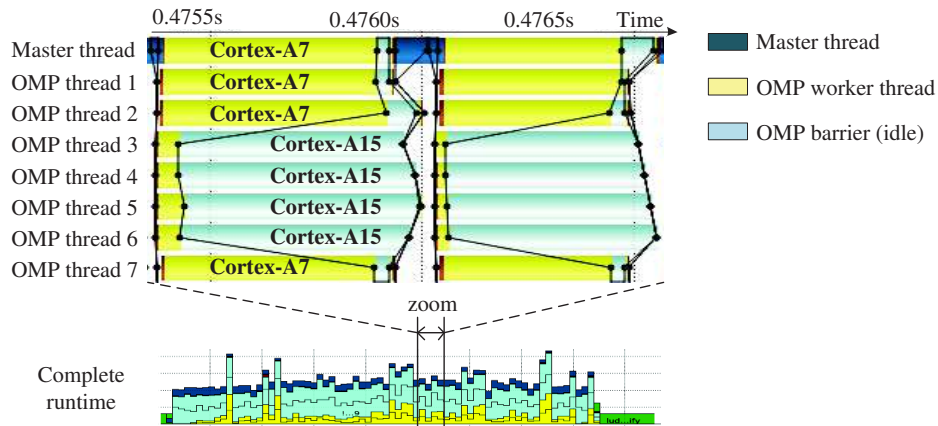 0.4755s 0.4760s 0.4765s Time
Master thread Cortex-A7
OMP thread 1 Cortex-A7
OMP thread 2 Cortex-A7
OMP thread 3 Cortex-A15
OMP thread 4 Cortex-A15
OMP thread 5 Cortex-A15
OMP thread 6 Cortex-A15
OMP thread 7 Cortex-A7
Master thread
OMP worker thread
OMP barrier (idle)
zoom
Complete
runtime
lud...ify